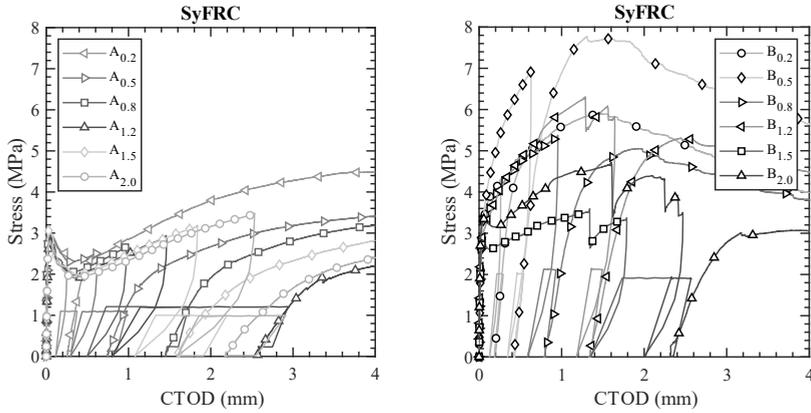 SyFRC
8
7
6
5
4
3
2
1
0
Stress (MPa)
A0.2
A0.5
A0.8
A1.2
A1.5
A2.0
0 1 2 3 4
CTOD (mm)
SyFRC
8
7
6
5
4
3
2
1
0
Stress (MPa)
B0.2
B0.5
B0.8
B1.2
B1.5
B2.0
0 1 2 3 4
CTOD (mm)